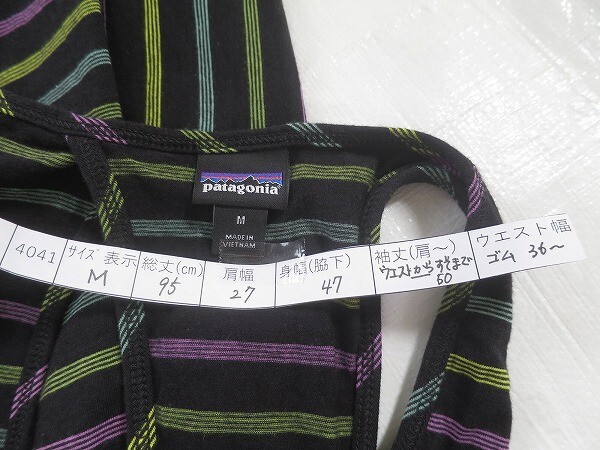 patagonia
M
MADE IN
VIETNAM
4041
サイズ表示
M
総丈(cm)
95
肩幅
27
身幅(脇下)
47
袖丈(肩〜)
ウエストからすそまで
50
ウエスト幅
ゴム 36〜